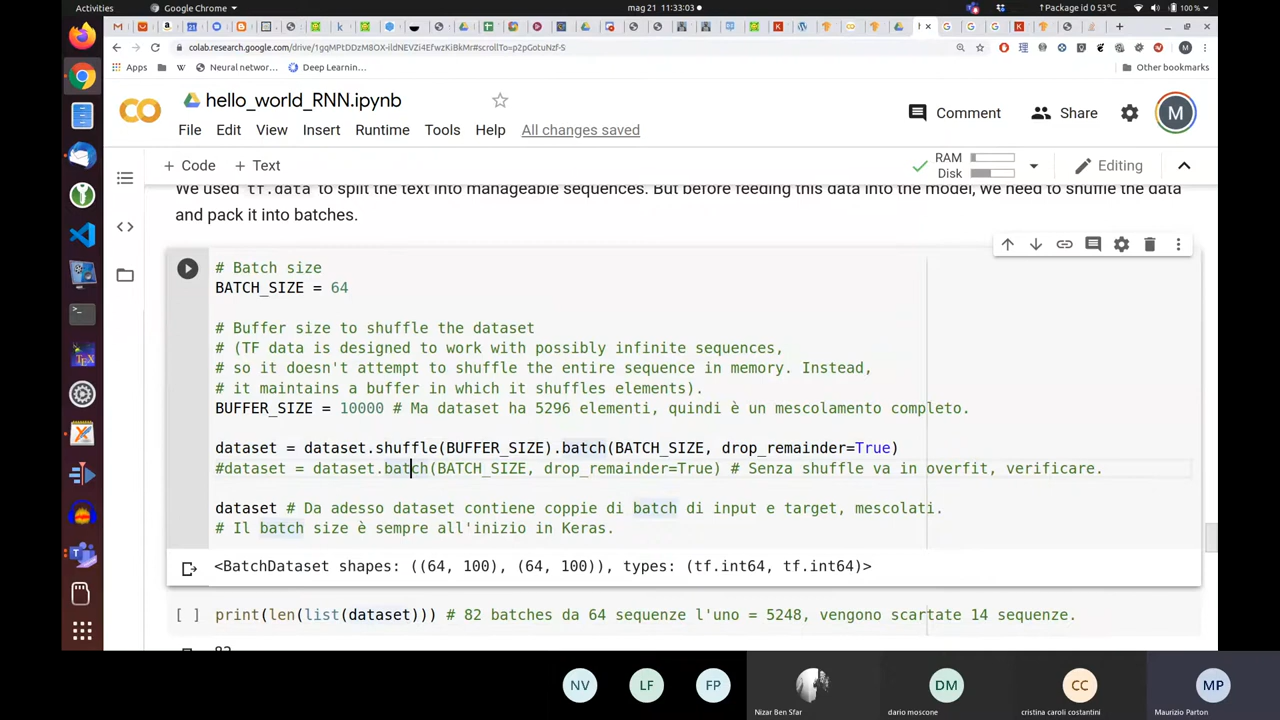 Activities
Google Chrome
mag 21 11:33:03
Package id 0 53°C
100 %
colab.research.google.com/drive/1gqMPtDDzM8OX-ildNEVZi4EfwzKiBkMr#scrollTo=p2pGotuNzf-S
Apps
Neural networ...
Deep Learnin...
Other bookmarks
hello_world_RNN.ipynb
Comment
Share
M
File Edit View Insert Runtime Tools Help All changes saved
+ Code + Text
RAM
Disk
Editing
We used tf.data to split the text into manageable sequences. But before feeding this data into the model, we need to shuffle the data
and pack it into batches.
# Batch size
BATCH_SIZE = 64
# Buffer size to shuffle the dataset
# (TF data is designed to work with possibly infinite sequences,
# so it doesn't attempt to shuffle the entire sequence in memory. Instead,
# it maintains a buffer in which it shuffles elements).
BUFFER_SIZE = 10000 # Ma dataset ha 5296 elementi, quindi è un mescolamento completo.
dataset = dataset.shuffle(BUFFER_SIZE).batch(BATCH_SIZE, drop_remainder=True)
#dataset = dataset.batch(BATCH_SIZE, drop_remainder=True) # Senza shuffle va in overfit, verificare.
dataset # Da adesso dataset contiene coppie di batch di input e target, mescolati.
# Il batch size è sempre all'inizio in Keras.
<BatchDataset shapes: ((64, 100), (64, 100)), types: (tf.int64, tf.int64)>
[ ] print(len(list(dataset))) # 82 batches da 64 sequenze l'uno = 5248, vengono scartate 14 sequenze.
NV
LF
FP
Nizar Ben Sfar
DM
dario moscone
CC
cristina caroli costantini
MP
Maurizio Parton